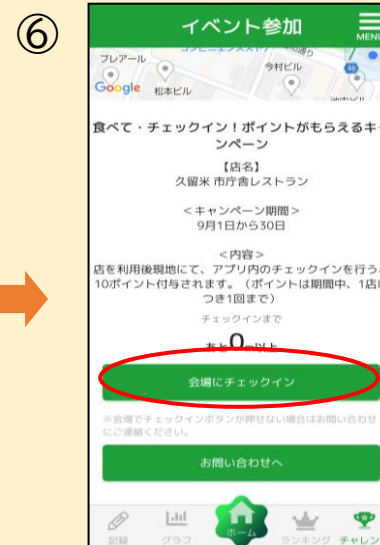 ⑥
イベント参加
MENU
プレアール
今村ビル
46
Google
松本ビル
食べて・チェックイン！ポイントがもらえるキャ
ンペーン
【店名】
久留米 市庁舎レストラン
＜キャンペーン期間＞
9月1日から30日
＜内容＞
店を利用後現地にて、アプリ内のチェックインを行う
10ポイント付与されます。（ポイントは期間中、1店に
つき1回まで）
チェックインまで
あと0m以上
会場にチェックイン
※会場でチェックインボタンが押せない場合はお問い合わせ
にご連絡ください。
お問い合わせへ
記録
グラフ
ホーム
ランキング
チャレン